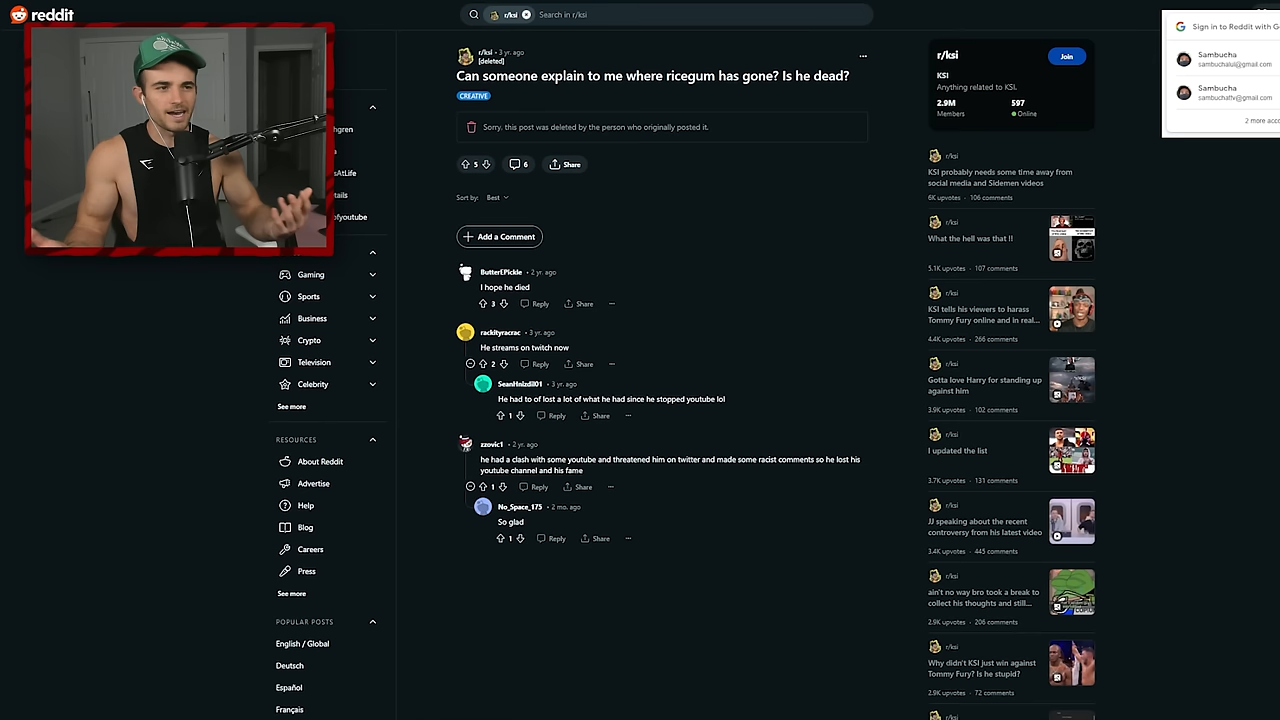 reddit
r/ksi
Search in r/ksi
hgren
a
sAtLife
tails
ofyoutube
Gaming
Sports
Business
Crypto
Television
Celebrity
See more
RESOURCES
About Reddit
Advertise
Help
Blog
Careers
Press
See more
POPULAR POSTS
English / Global
Deutsch
Español
Français
r/ksi • 3 yr. ago
[deleted]
Can someone explain to me where ricegum has gone? Is he dead?
CREATIVE
Sorry, this post was deleted by the person who originally posted it.
5
6
Share
Sort by: Best
Add a Comment
ButterEPickle • 2 yr. ago
I hope he died
3 Reply Share
rackityracrac • 3 yr. ago
He streams on twitch now
2 Reply Share
SeanHnizdil01 • 3 yr. ago
He had to of lost a lot of what he had since he stopped youtube lol
1 Reply Share
zzovic1 • 2 yr. ago
he had a clash with some youtube and threatened him on twitter and made some racist comments so he lost his
youtube channel and his fame
1 Reply Share
No_Space_175 • 2 mo. ago
So glad
1 Reply Share
r/ksi
Join
KSI
Anything related to KSI.
2.9M
597
Members
Online
r/ksi
KSI probably needs some time away from
social media and Sidemen videos
6K upvotes · 106 comments
r/ksi
What the hell was that !!
5.1K upvotes · 107 comments
r/ksi
KSI tells his viewers to harass
Tommy Fury online and in real...
4.4K upvotes · 266 comments
r/ksi
Gotta love Harry for standing up
against him
3.9K upvotes · 102 comments
r/ksi
I updated the list
3.7K upvotes · 131 comments
r/ksi
JJ speaking about the recent
controversy from his latest video
3.4K upvotes · 445 comments
r/ksi
ain't no way bro took a break to
collect his thoughts and still...
2.9K upvotes · 206 comments
r/ksi
Why didn't KSI just win against
Tommy Fury? Is he stupid?
2.9K upvotes · 72 comments
r/ksi
Sign in to Reddit with G
Sambucha
sambuchalul@gmail.com
Sambucha
sambuchattv@gmail.com
2 more acco